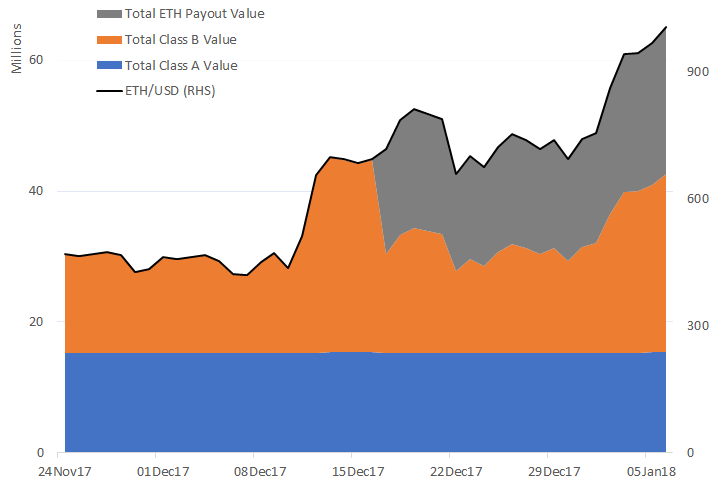 Total ETH Payout Value
Total Class B Value
Total Class A Value
ETH/USD (RHS)
Millions
60
40
20
0
900
600
300
0
24Nov17 01Dec17 08Dec17 15Dec17 22Dec17 29Dec17 05Jan18